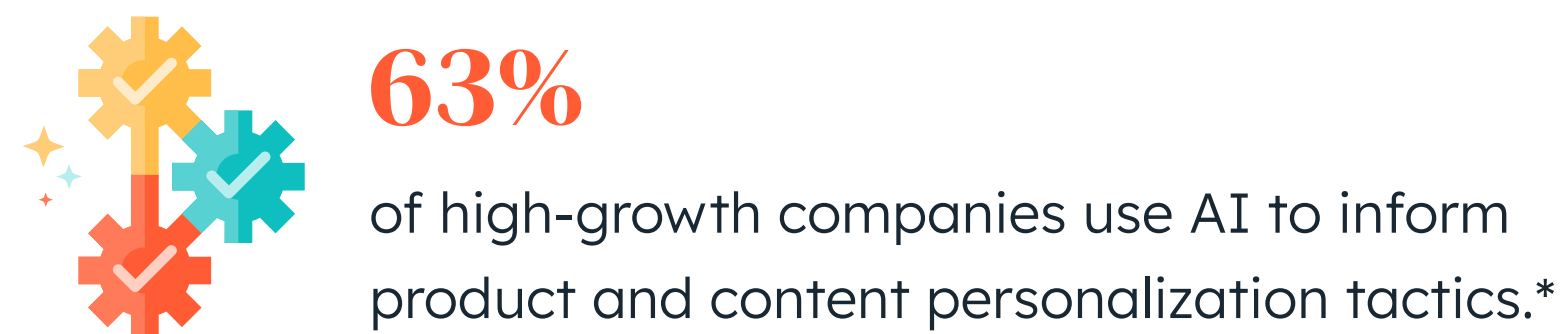 63%
of high-growth companies use AI to inform
product and content personalization tactics.*